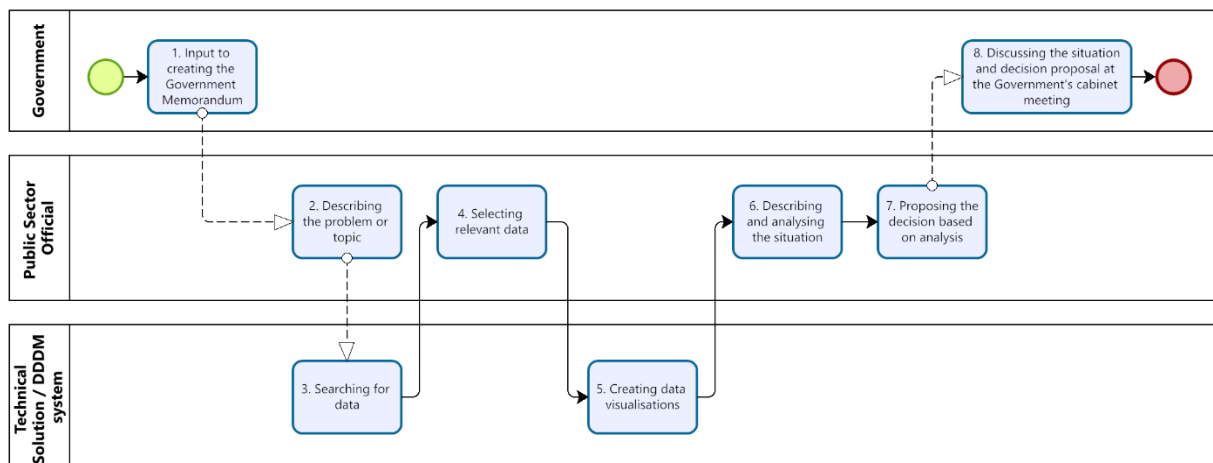 Government
1. Input to
creating the
Government
Memorandum
8. Discussing the situation
and decision proposal at
the Government's cabinet
meeting
Public Sector
Official
2. Describing
the problem or
topic
4. Selecting
relevant data
6. Describing
and analysing
the situation
7. Proposing the
decision based
on analysis
Technical
Solution / DDDM
system
3. Searching for
data
5. Creating data
visualisations